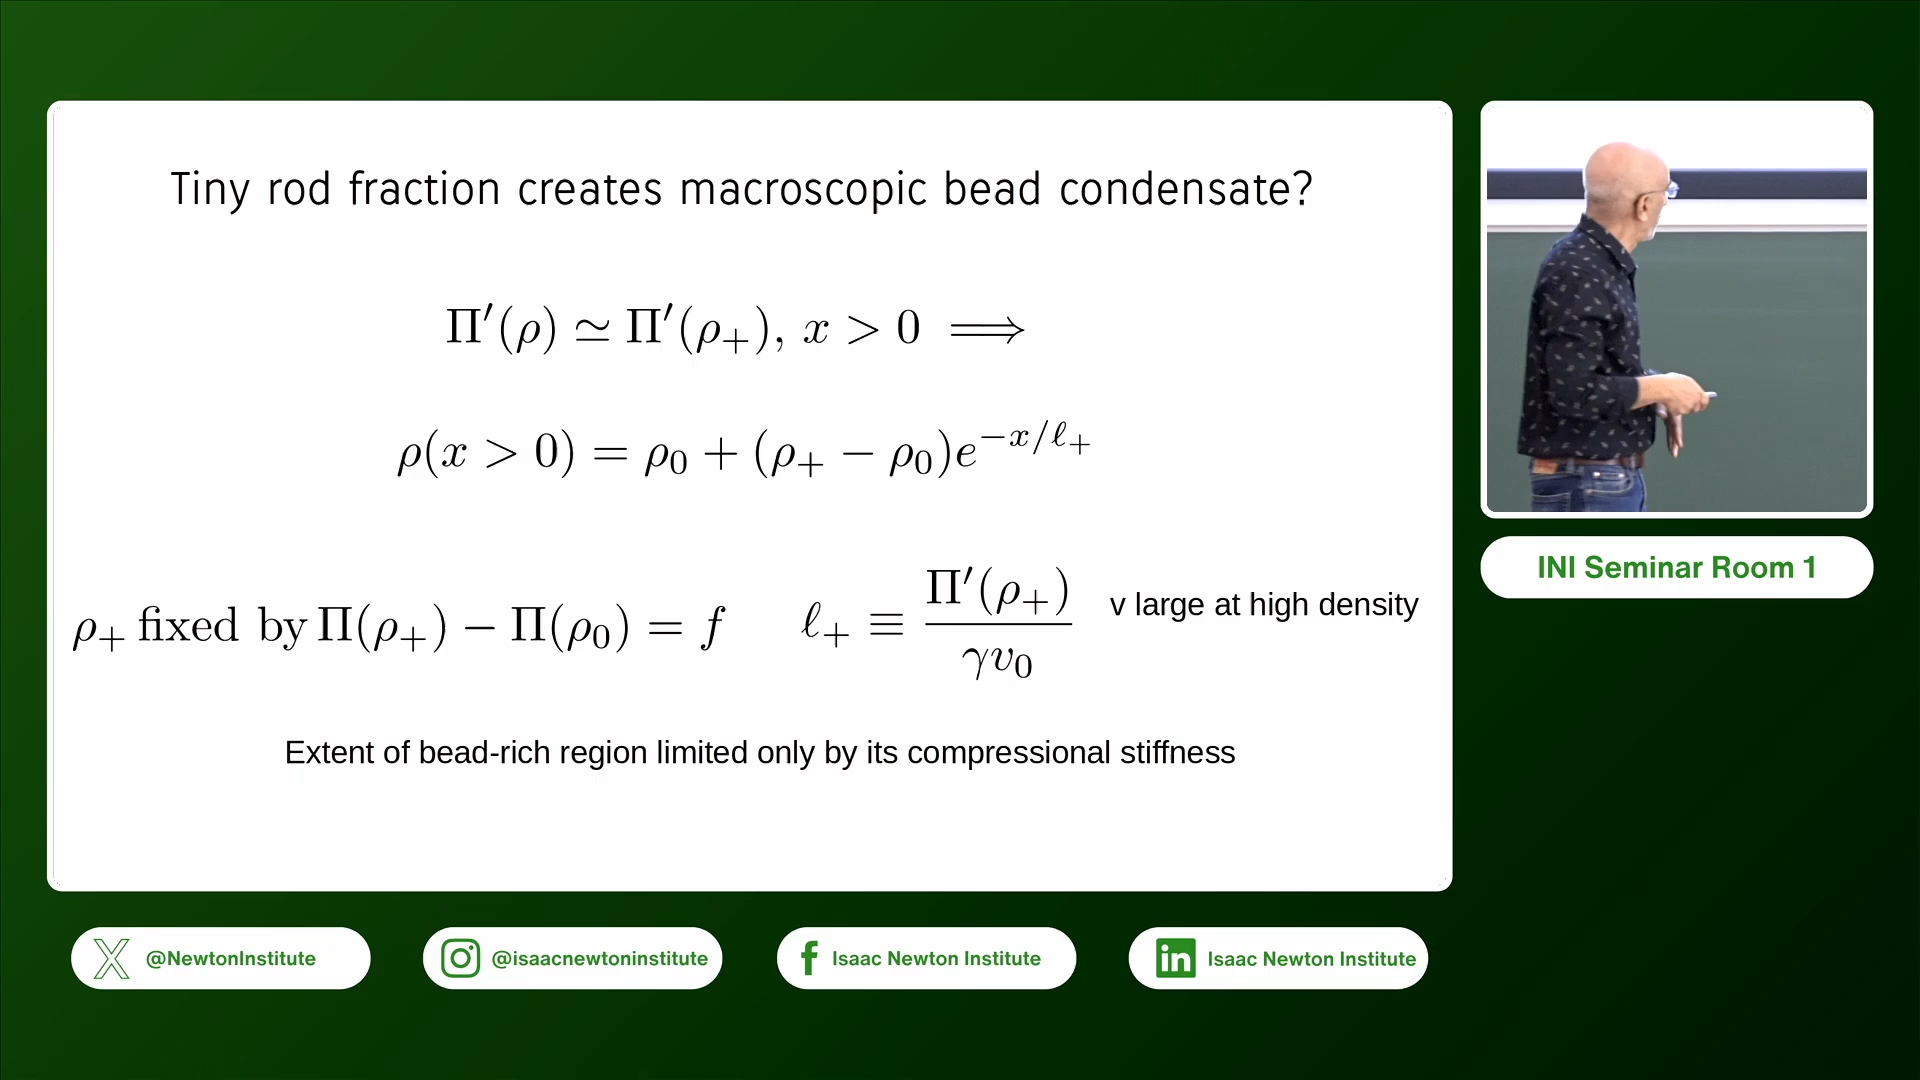 Tiny rod fraction creates macroscopic bead condensate?
Π′(ρ) ≃ Π′(ρ₊), x > 0 ⟹
ρ(x > 0) = ρ₀ + (ρ₊ − ρ₀)e^{−x/ℓ₊}
ρ₊ fixed by Π(ρ₊) − Π(ρ₀) = f ℓ₊ ≡ Π′(ρ₊)/γv₀ v large at high density
Extent of bead-rich region limited only by its compressional stiffness
INI Seminar Room 1
@NewtonInstitute
@isaacnewtoninstitute
Isaac Newton Institute
Isaac Newton Institute